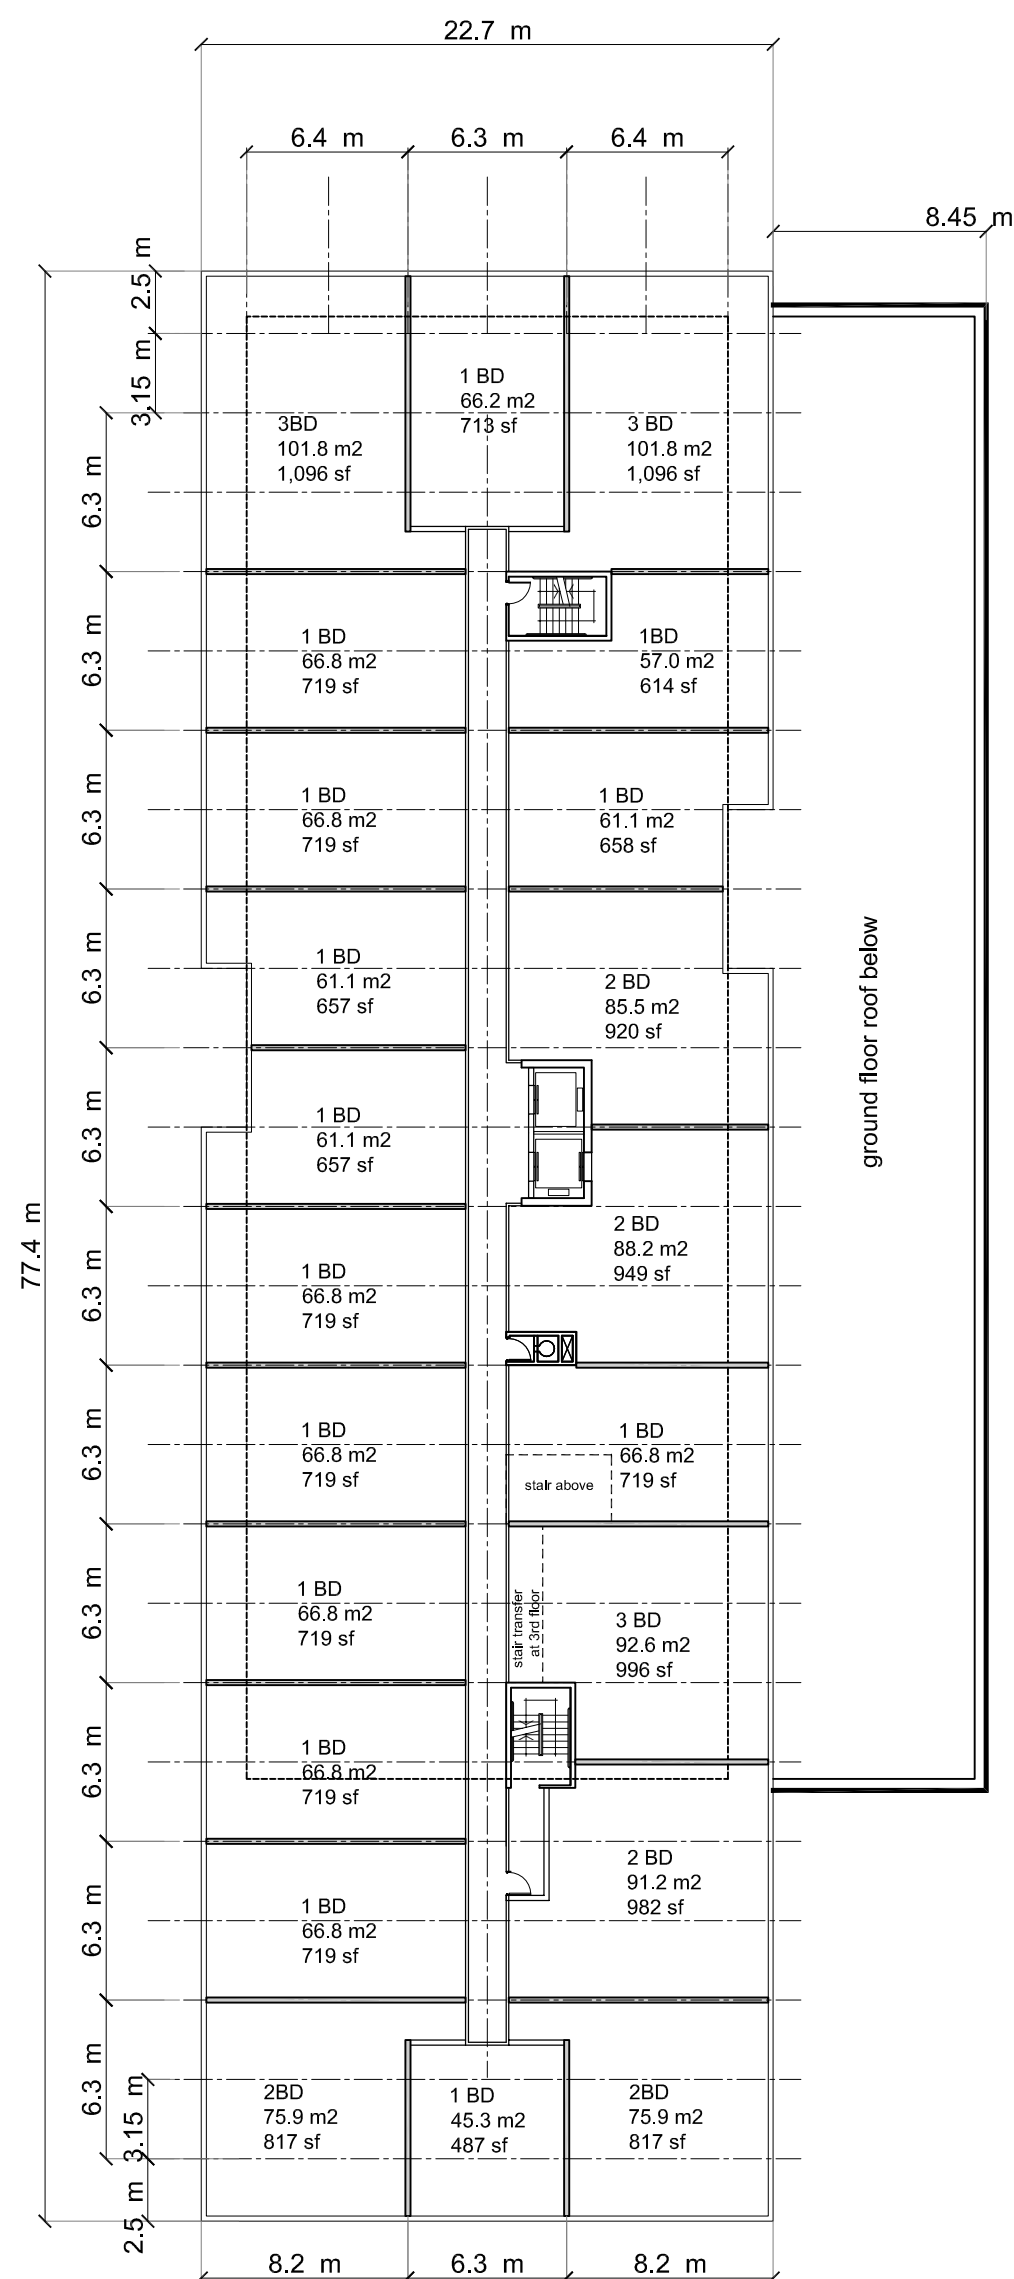 22.7 m
6.4 m
6.3 m
6.4 m
8.45 m
2.5 m
3.15 m
1 BD
66.2 m2
713 sf
3BD
101.8 m2
1,096 sf
3 BD
101.8 m2
1,096 sf
6.3 m
1 BD
66.8 m2
719 sf
1BD
57.0 m2
614 sf
6.3 m
1 BD
66.8 m2
719 sf
1 BD
61.1 m2
658 sf
6.3 m
1 BD
61.1 m2
657 sf
2 BD
85.5 m2
920 sf
6.3 m
ground floor roof below
1 BD
61.1 m2
657 sf
6.3 m
77.4 m
1 BD
66.8 m2
719 sf
2 BD
88.2 m2
949 sf
6.3 m
1 BD
66.8 m2
719 sf
1 BD
66.8 m2
719 sf
stair above
6.3 m
1 BD
66.8 m2
719 sf
stair transfer
at 3rd floor
3 BD
92.6 m2
996 sf
6.3 m
1 BD
66.8 m2
719 sf
6.3 m
2 BD
91.2 m2
982 sf
1 BD
66.8 m2
719 sf
6.3 m
2BD
75.9 m2
817 sf
1 BD
45.3 m2
487 sf
2BD
75.9 m2
817 sf
6.3 m
3.15 m
2.5 m
8.2 m
6.3 m
8.2 m